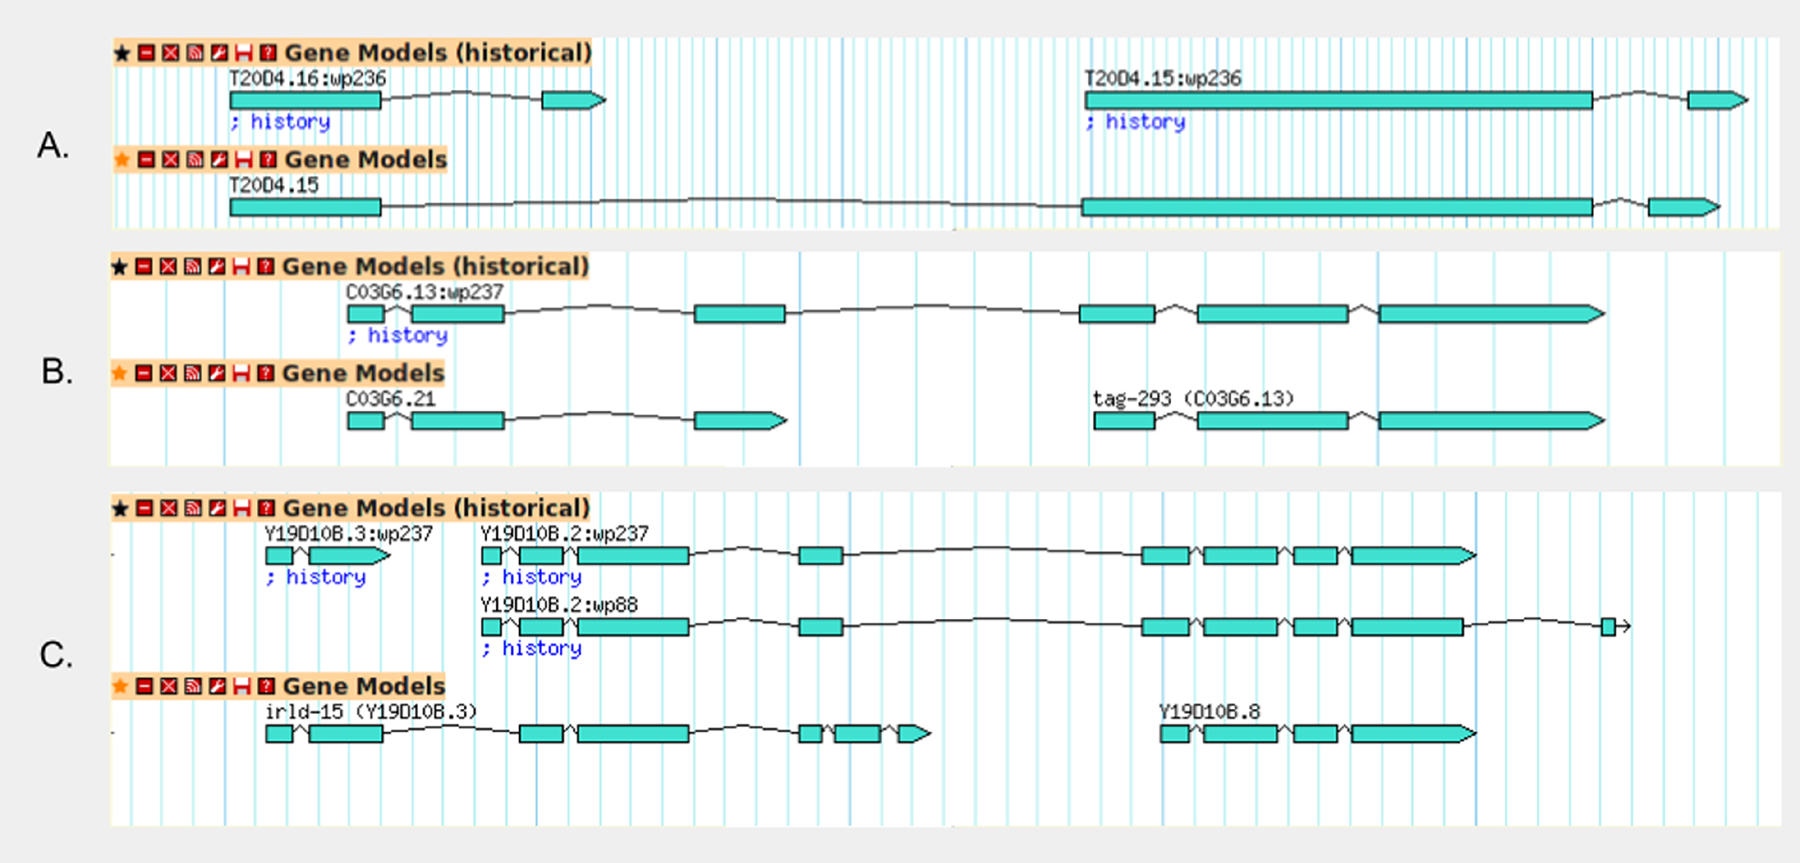 A.
★ Gene Models (historical)
T20D4.16:wp236 T20D4.15:wp236
; history ; history
★ Gene Models
T20D4.15
B.
★ Gene Models (historical)
C03G6.13:wp237
; history
★ Gene Models
C03G6.21 tag-293 (C03G6.13)
C.
★ Gene Models (historical)
Y19D10B.3:wp237 Y19D10B.2:wp237
; history ; history
Y19D10B.2:wp88
; history
★ Gene Models
irld-15 (Y19D10B.3) Y19D10B.8